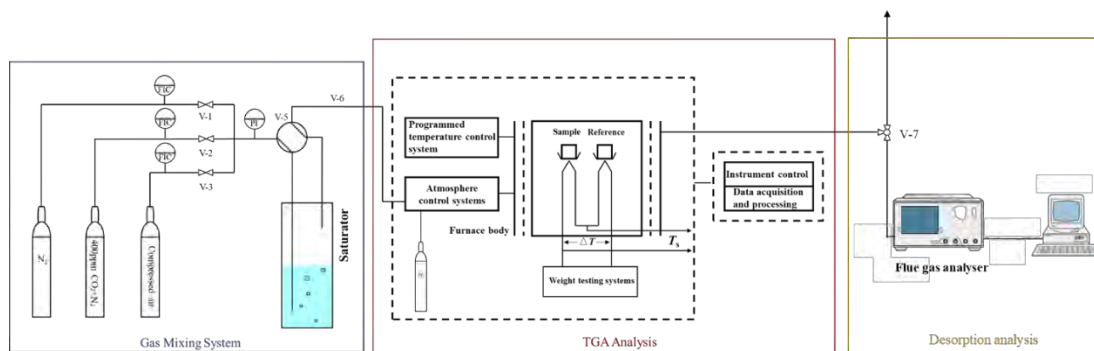 FIC
V-1
FIC
V-2
FIC
V-3
PI
V-5
V-6
N₂
400ppm CO₂+N₂
Compressed air
Saturator
Gas Mixing System
Programmed
temperature control
system
Atmosphere
control systems
Furnace body
Sample
Reference
△T
Tₛ
Weight testing systems
Instrument control
Data acquisition
and processing
TGA Analysis
V-7
Flue gas analyser
Desorption analysis